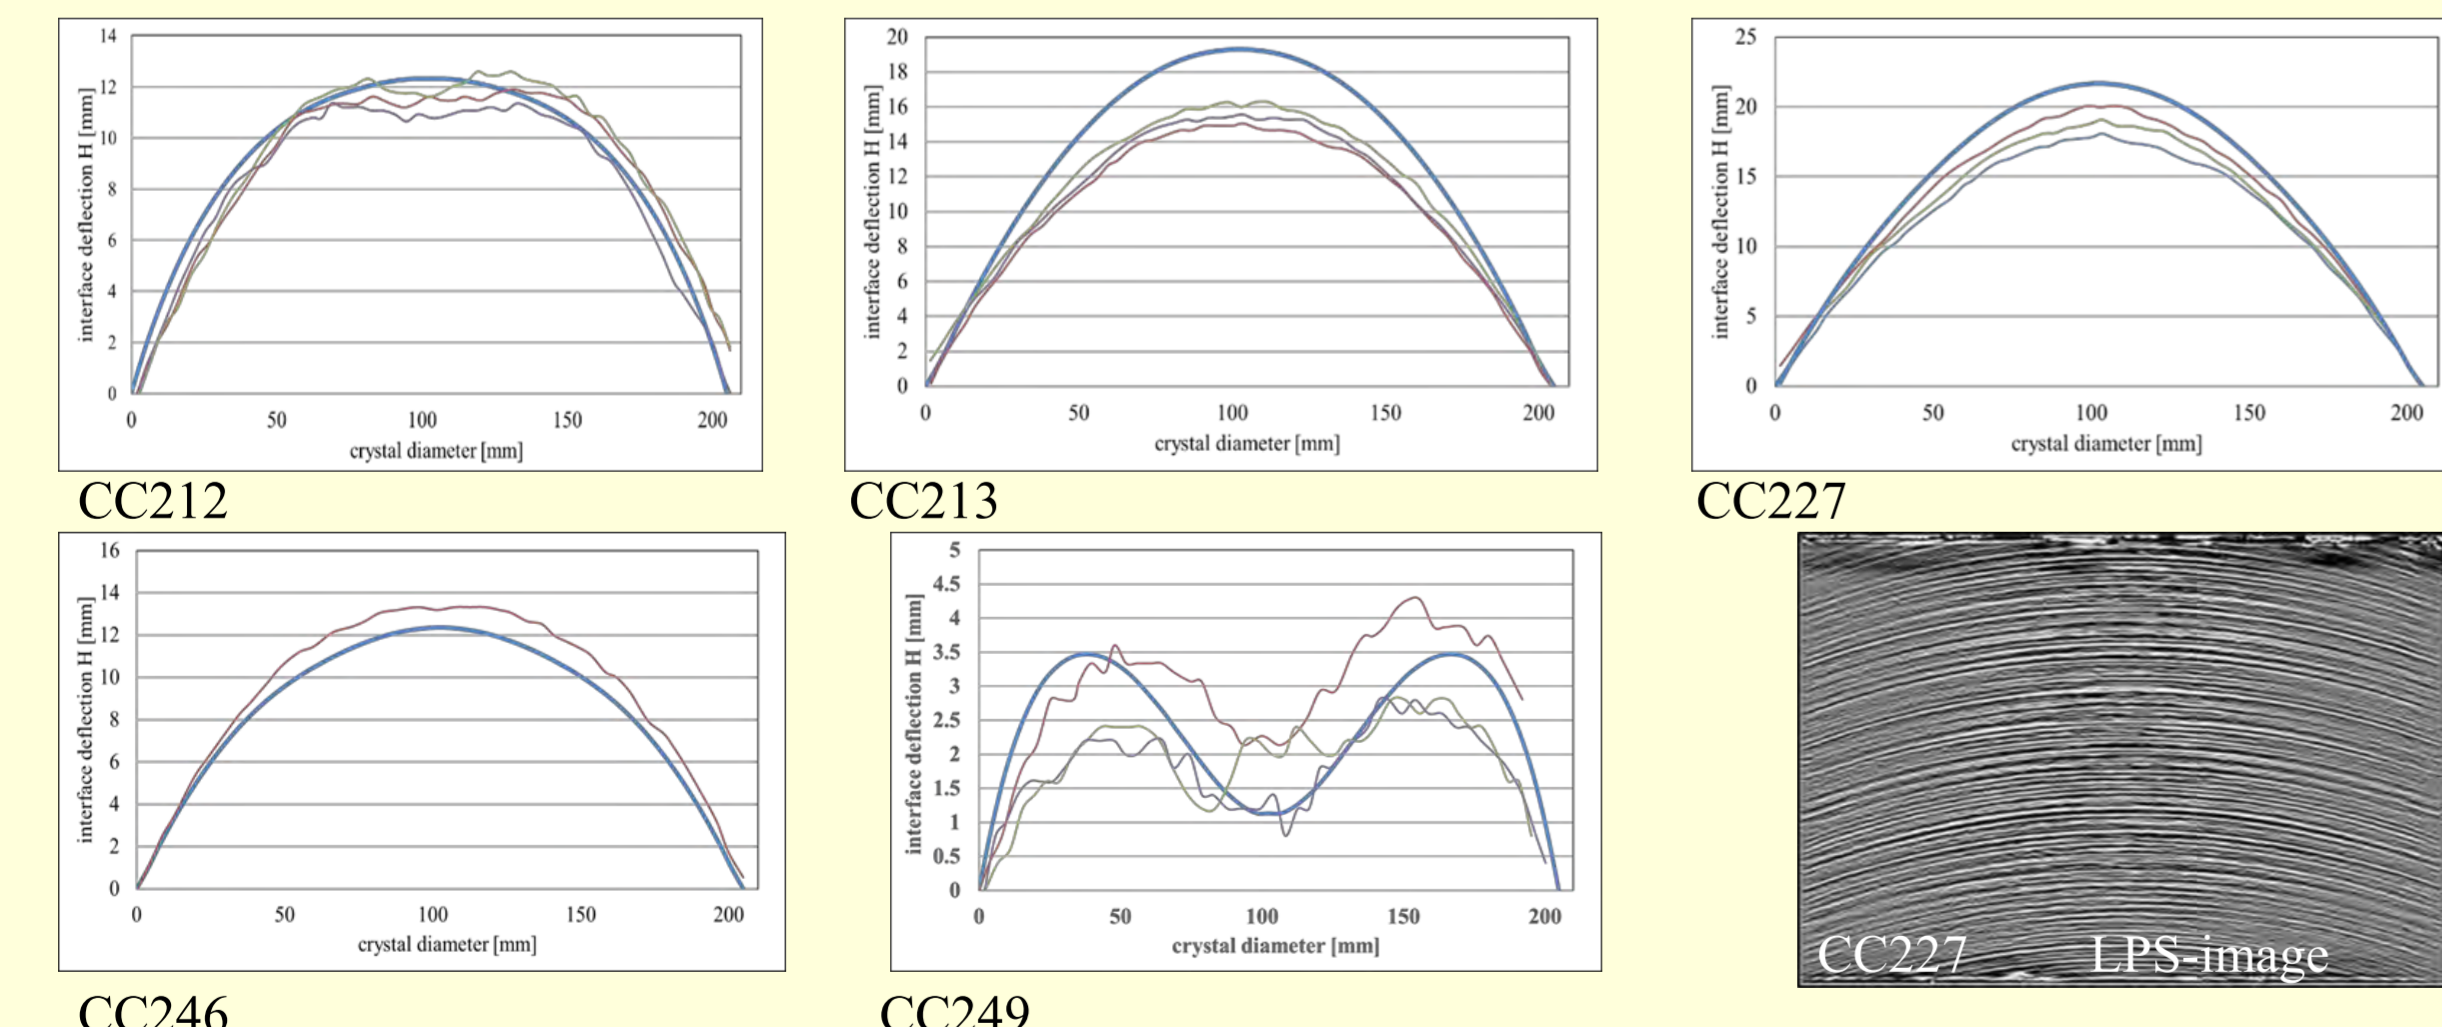 14
12
10
8
6
4
2
0
interface deflection H [mm]
0 50 100 150 200
crystal diameter [mm]
CC212
20
18
16
14
12
10
8
6
4
2
0
interface deflection H [mm]
0 50 100 150 200
crystal diameter [mm]
CC213
25
20
15
10
5
0
interface deflection H [mm]
0 50 100 150 200
crystal diameter [mm]
CC227
16
14
12
10
8
6
4
2
0
interface deflection H [mm]
0 50 100 150 200
crystal diameter [mm]
CC246
5
4.5
4
3.5
3
2.5
2
1.5
1
0.5
0
interface deflection H [mm]
0 50 100 150 200
crystal diameter [mm]
CC249
CC227 LPS-image